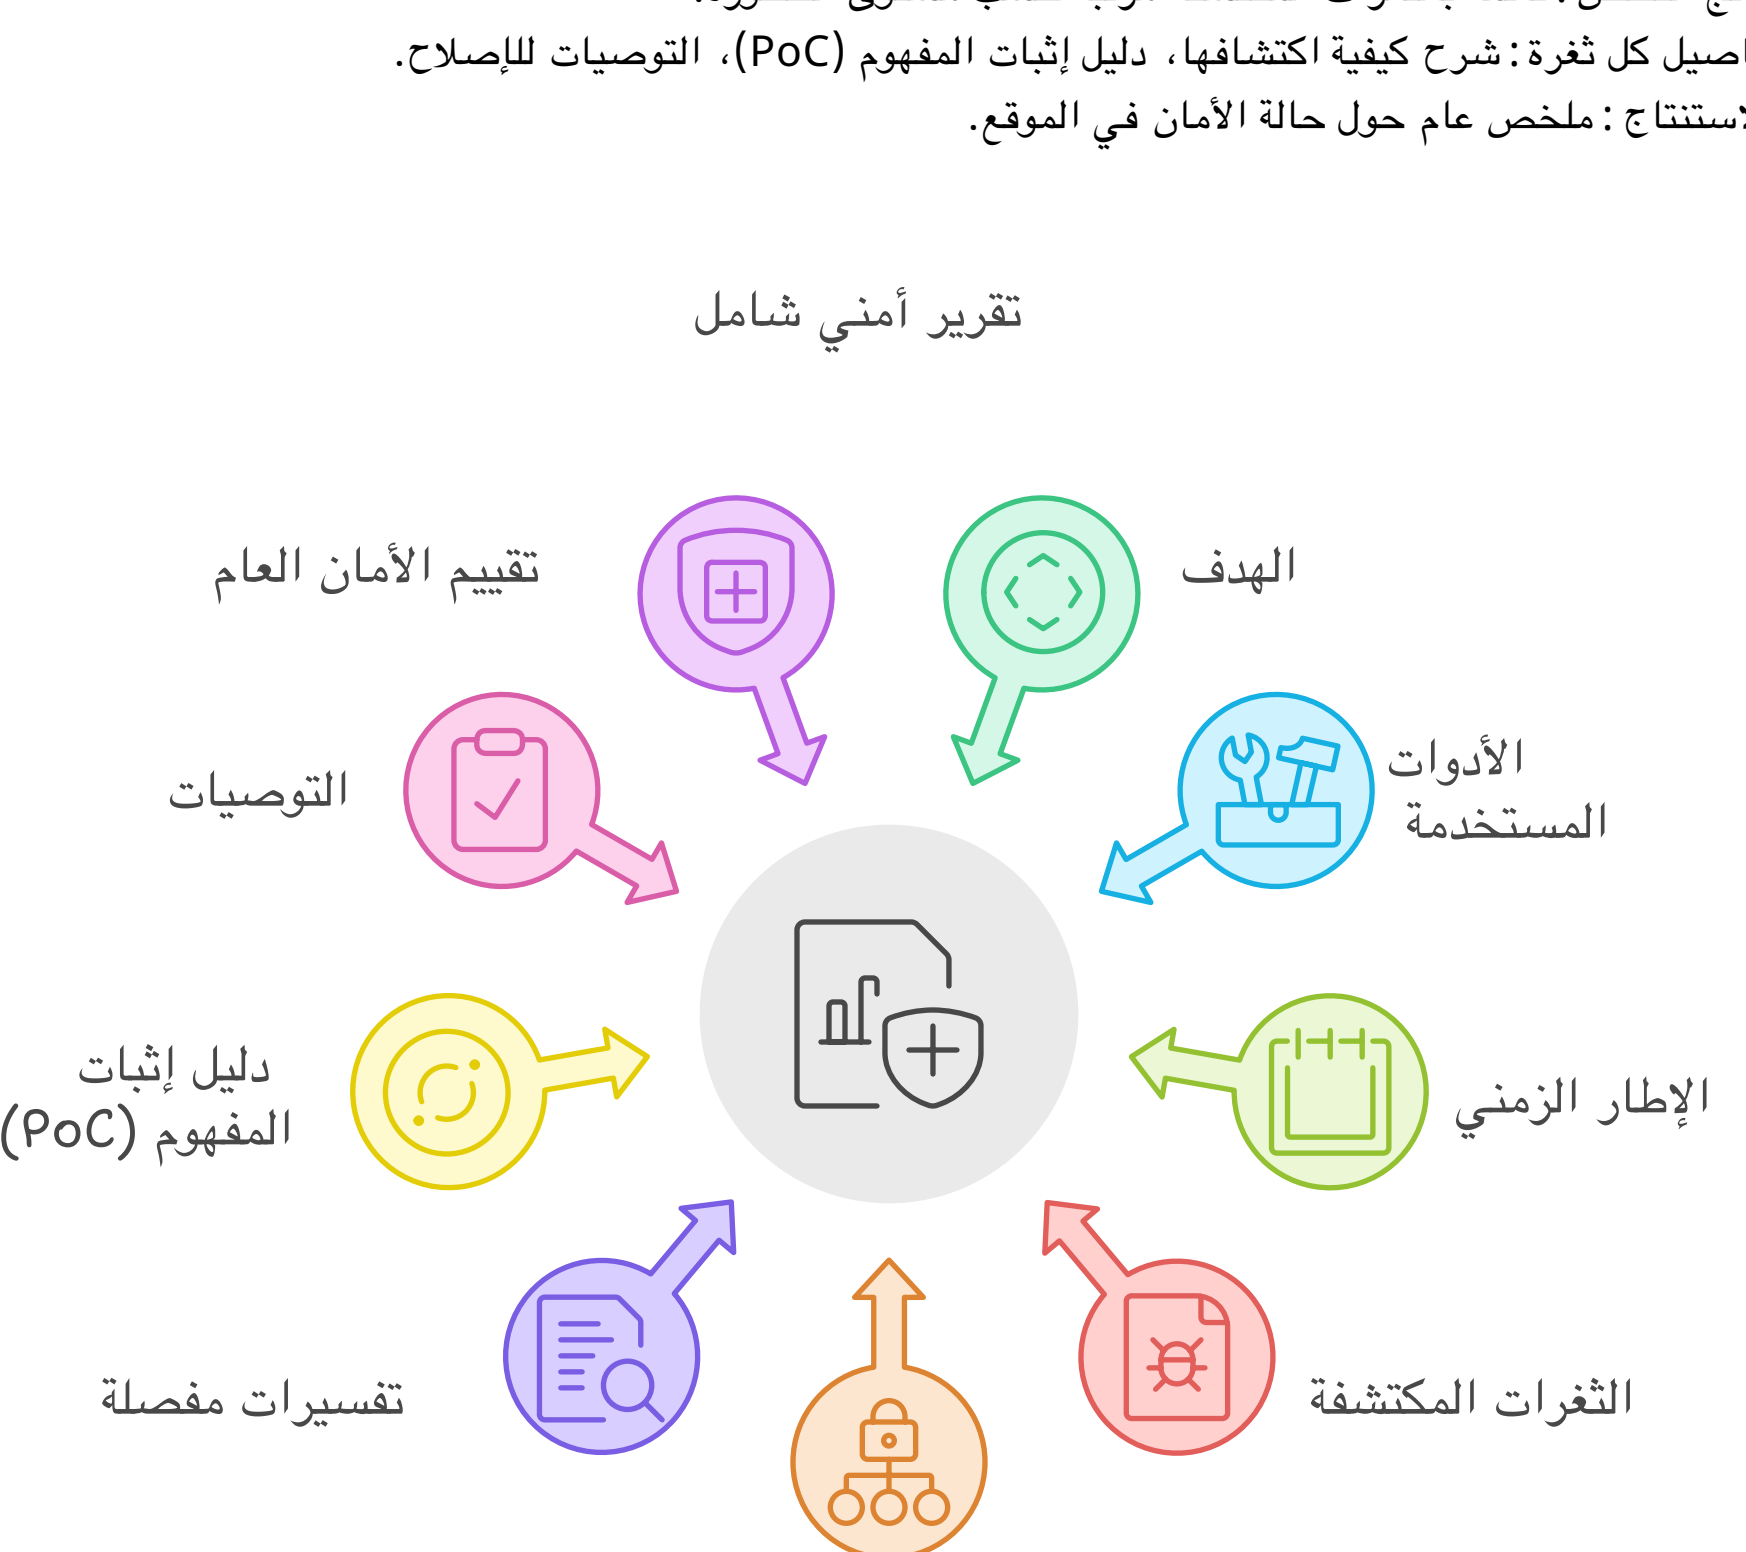 كل ثغرة : شرح كيفية اكتشافها، دليل إثبات المفهوم (PoC)، التوصيات للإصلاح.
: ملخص عام حول حالة الأمان في الموقع.
تقرير أمني شامل
الهدف
تقييم الأمان العام
الأدوات
المستخدمة
التوصيات
الإطار الزمني
دليل إثبات
المفهوم (PoC)
الثغرات المكتشفة
تفسيرات مفصلة